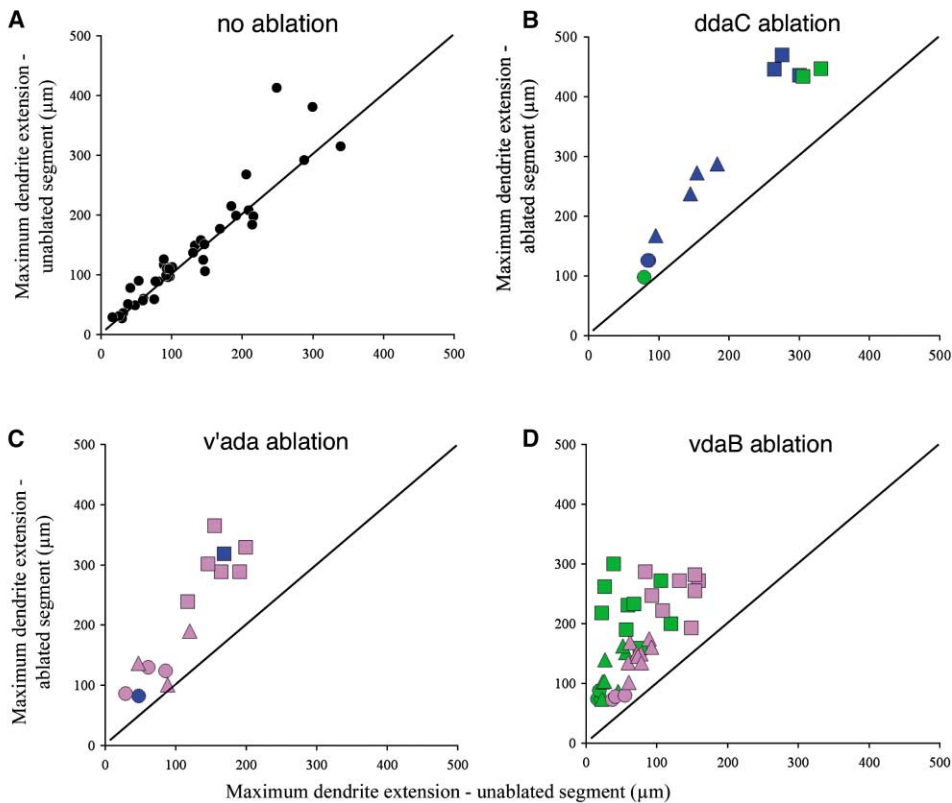 A
no ablation
Maximum dendrite extension -
unablated segment (µm)
500
400
300
200
100
0
0 100 200 300 400 500
B
ddaC ablation
Maximum dendrite extension -
ablated segment (µm)
500
400
300
200
100
0
0 100 200 300 400 500
C
v'ada ablation
Maximum dendrite extension -
ablated segment (µm)
500
400
300
200
100
0
0 100 200 300 400 500
D
vdaB ablation
500
400
300
200
100
0
0 100 200 300 400 500
Maximum dendrite extension - unablated segment (µm)